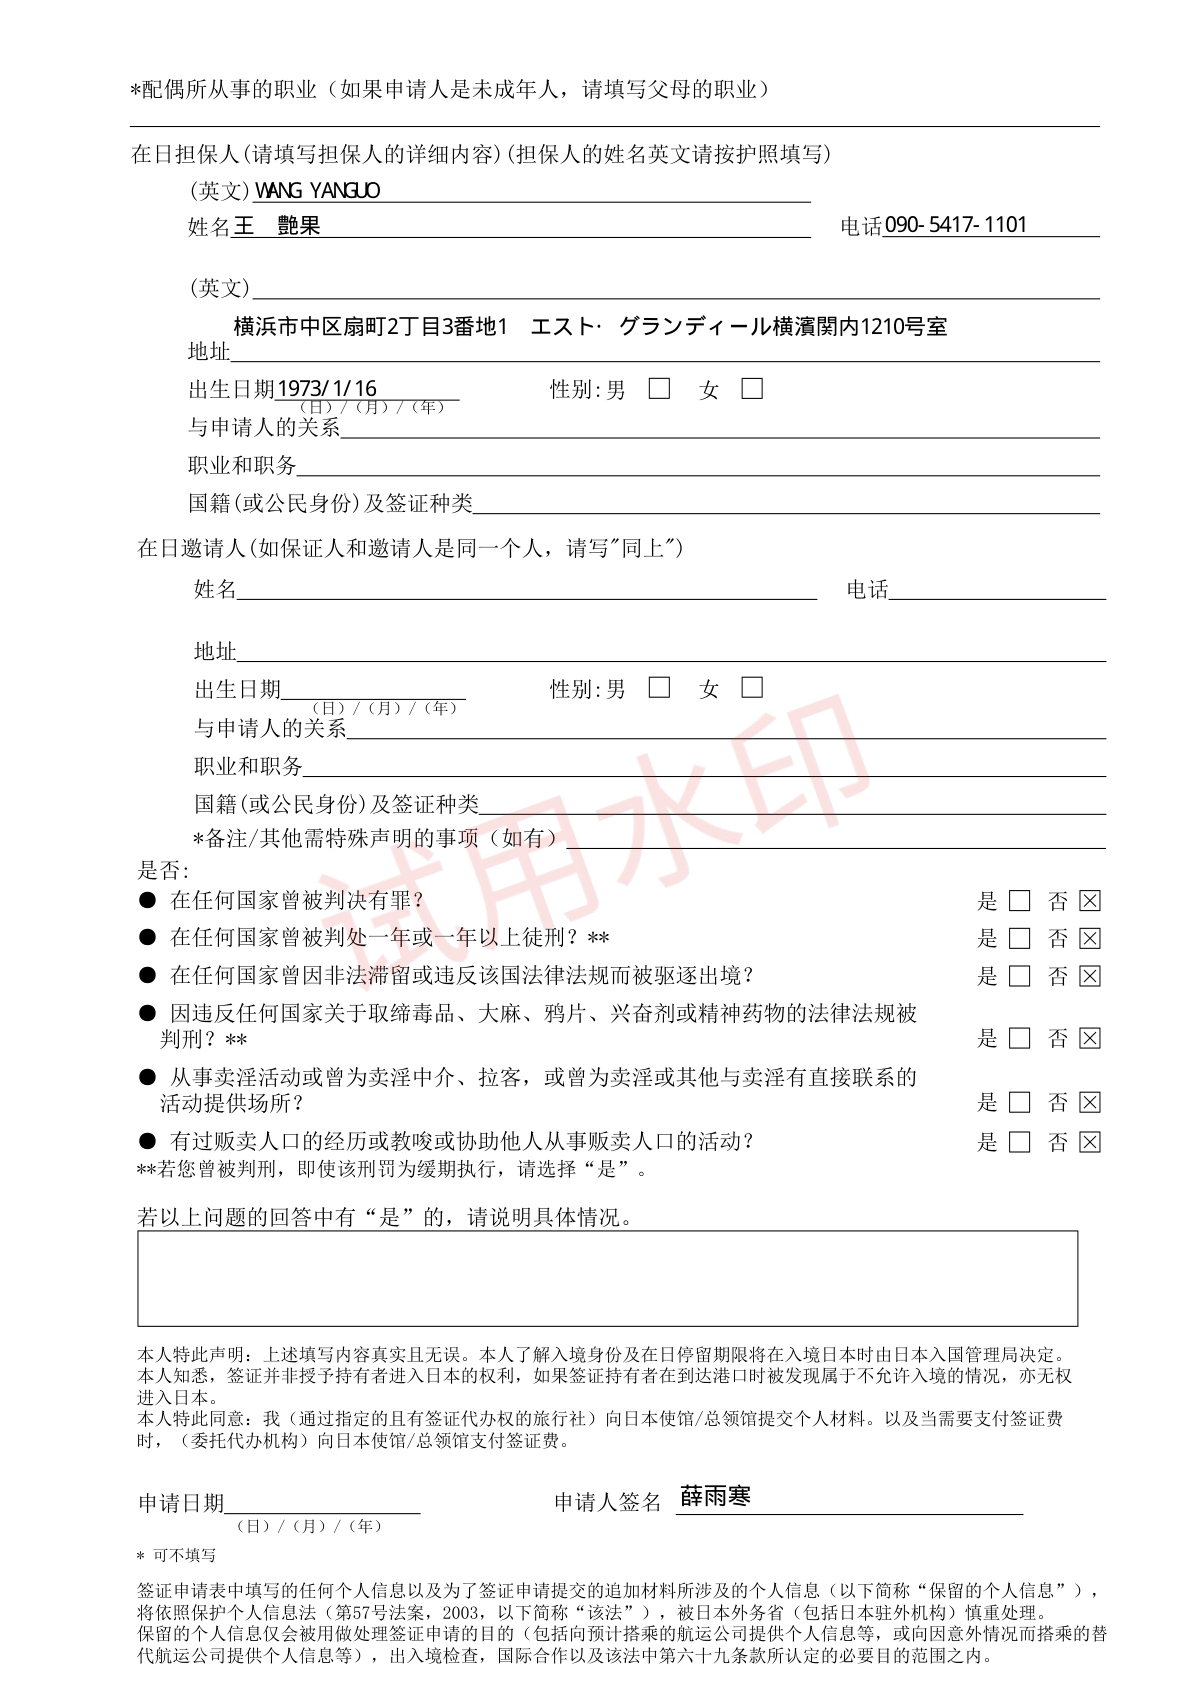 *配偶所从事的职业（如果申请人是未成年人，请填写父母的职业）
在日担保人(请填写担保人的详细内容)(担保人的姓名英文请按护照填写)
(英文)WANG YANGUO
姓名王　艶果 电话090-5417-1101
(英文)
横浜市中区扇町2丁目3番地1　エスト・グランディール横濱関内1210号室
地址
出生日期1973/1/16 性别:男 □ 女 □
（日）/（月）/（年）
与申请人的关系
职业和职务
国籍(或公民身份)及签证种类
在日邀请人(如保证人和邀请人是同一个人，请写"同上")
姓名 电话
地址
出生日期 性别:男 □ 女 □
（日）/（月）/（年）
与申请人的关系
职业和职务
国籍(或公民身份)及签证种类
*备注/其他需特殊声明的事项（如有）
试用水印
是否:
● 在任何国家曾被判决有罪？ 是 □ 否 ☒
● 在任何国家曾被判处一年或一年以上徒刑？** 是 □ 否 ☒
● 在任何国家曾因非法滞留或违反该国法律法规而被驱逐出境？ 是 □ 否 ☒
● 因违反任何国家关于取缔毒品、大麻、鸦片、兴奋剂或精神药物的法律法规被
判刑？** 是 □ 否 ☒
● 从事卖淫活动或曾为卖淫中介、拉客，或曾为卖淫或其他与卖淫有直接联系的
活动提供场所？ 是 □ 否 ☒
● 有过贩卖人口的经历或教唆或协助他人从事贩卖人口的活动？ 是 □ 否 ☒
**若您曾被判刑，即使该刑罚为缓期执行，请选择“是”。
若以上问题的回答中有“是”的，请说明具体情况。
本人特此声明：上述填写内容真实且无误。本人了解入境身份及在日停留期限将在入境日本时由日本入国管理局决定。
本人知悉，签证并非授予持有者进入日本的权利，如果签证持有者在到达港口时被发现属于不允许入境的情况，亦无权
进入日本。
本人特此同意：我（通过指定的且有签证代办权的旅行社）向日本使馆/总领馆提交个人材料。以及当需要支付签证费
时，（委托代办机构）向日本使馆/总领馆支付签证费。
申请日期 申请人签名 薛雨寒
（日）/（月）/（年）
* 可不填写
签证申请表中填写的任何个人信息以及为了签证申请提交的追加材料所涉及的个人信息（以下简称“保留的个人信息”），
将依照保护个人信息法（第57号法案，2003，以下简称“该法”），被日本外务省（包括日本驻外机构）慎重处理。
保留的个人信息仅会被用做处理签证申请的目的（包括向预计搭乘的航运公司提供个人信息等，或向因意外情况而搭乘的替
代航运公司提供个人信息等），出入境检查，国际合作以及该法中第六十九条款所认定的必要目的范围之内。